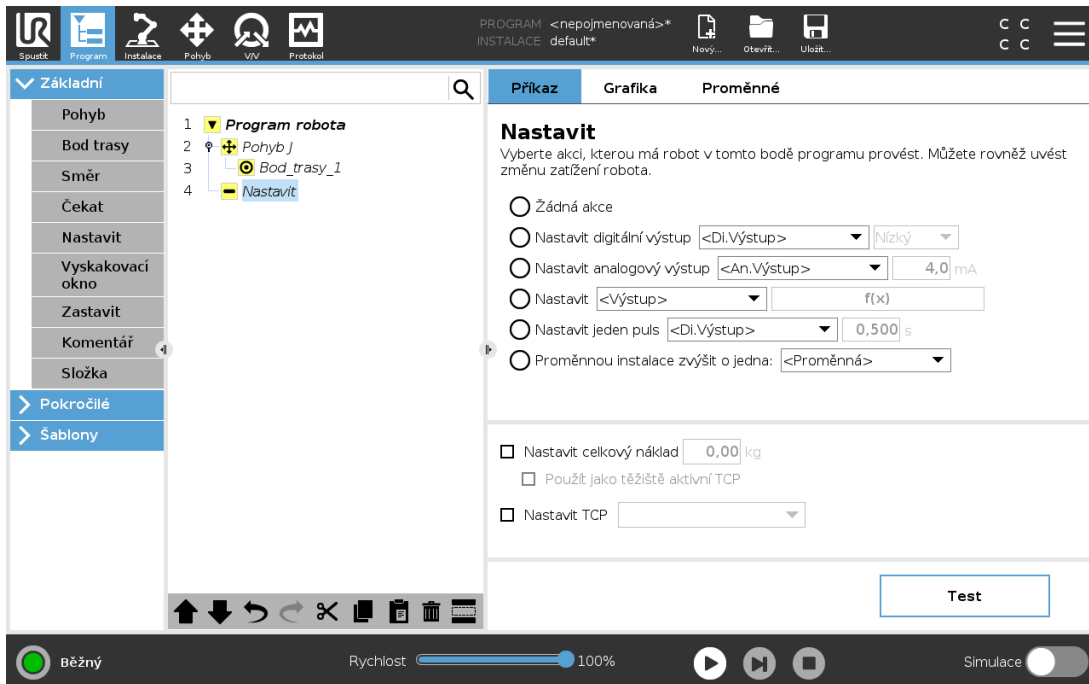 PROGRAM <nepojmenovaná>*
INSTALACE default*
Spustit
Program
Instalace
Pohyb
V/V
Protokol
Nový...
Otevřít...
Uložit...
C C
C C
Základní
Pohyb
Bod trasy
Směr
Čekat
Nastavit
Vyskakovací
okno
Zastavit
Komentář
Složka
Pokročilé
Šablony
1 Program robota
2 Pohyb J
3 Bod_trasy_1
4 Nastavit
Příkaz Grafika Proměnné
Nastavit
Vyberte akci, kterou má robot v tomto bodě programu provést. Můžete rovněž uvést
změnu zatížení robota.
Žádná akce
Nastavit digitální výstup <Di.Výstup> Nízký
Nastavit analogový výstup <An.Výstup> 4,0 mA
Nastavit <Výstup> f(x)
Nastavit jeden puls <Di.Výstup> 0,500 s
Proměnnou instalace zvýšit o jedna: <Proměnná>
Nastavit celkový náklad 0,00 kg
Použít jako těžiště aktivní TCP
Nastavit TCP
Test
Běžný
Rychlost 100%
Simulace